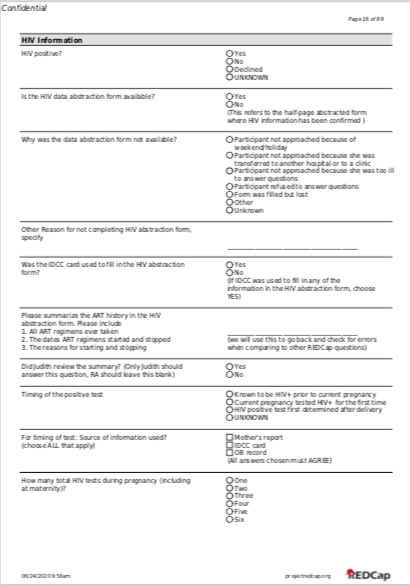 Confidential
Page 16 of 89
HIV Information
HIV positive?
Yes
No
Declined
UNKNOWN
Is the HIV data abstraction form available?
Yes
No
(This refers to the half-page abstracted form
where HIV information has been confirmed )
Why was the data abstraction form not available?
Participant not approached because of
weekend/holiday
Participant not approached because she was
transferred to another hospital or to a clinic
Participant not approached because she was too ill
to answer questions
Participant refused to answer questions
Form was filled but lost
Other
Unknown
Other Reason for not completing HIV abstraction form,
specify
Was the IDCC card used to fill in the HIV abstraction
form?
Yes
No
(if IDCC was used to fill in any of the
information in the HIV abstraction form, choose
YES)
Please summarize the ART history in the HIV
abstraction form. Please include
1. All ART regimens ever taken
2. The dates ART regimens started and stopped
3. The reasons for starting and stopping
(we will use this to go back and check for errors
when comparing to other REDCap questions)
Did Judith review the summary? (Only Judith should
answer this question, RA should leave this blank)
Yes
No
Timing of the positive test
Known to be HIV+ prior to current pregnancy
Current pregnancy tested HIV+ for the first time
HIV positive test first determined after delivery
UNKNOWN
For timing of test: Source of information used?
(choose ALL that apply)
Mother's report
IDCC card
OB record
(All answers chosen must AGREE)
How many total HIV tests during pregnancy (including
at maternity)?
One
Two
Three
Four
Five
Six
06/24/2020 9:56am
projectredcap.org
REDCap